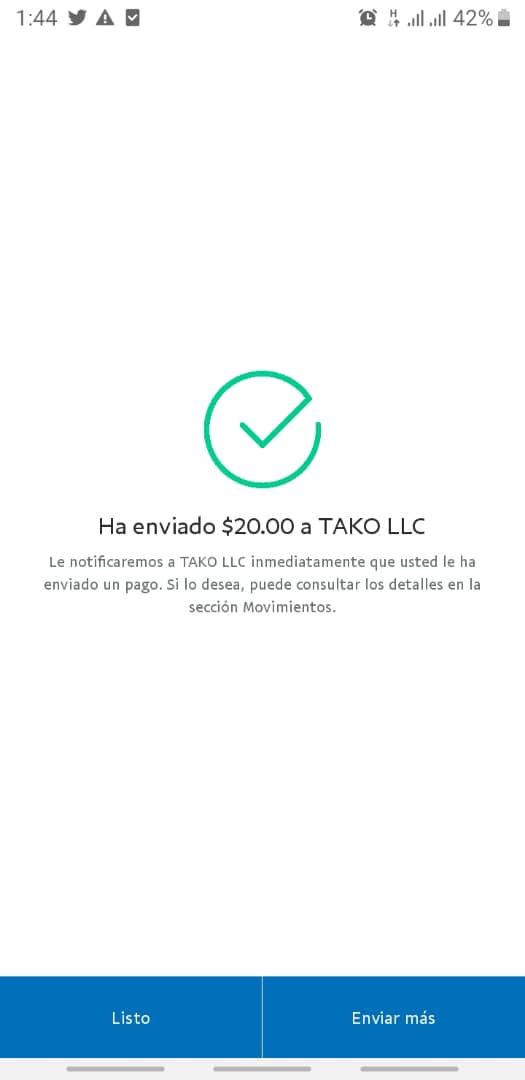 1:44 H 42%
Ha enviado $20.00 a TAKO LLC
Le notificaremos a TAKO LLC inmediatamente que usted le ha
enviado un pago. Si lo desea, puede consultar los detalles en la
sección Movimientos.
Listo Enviar más